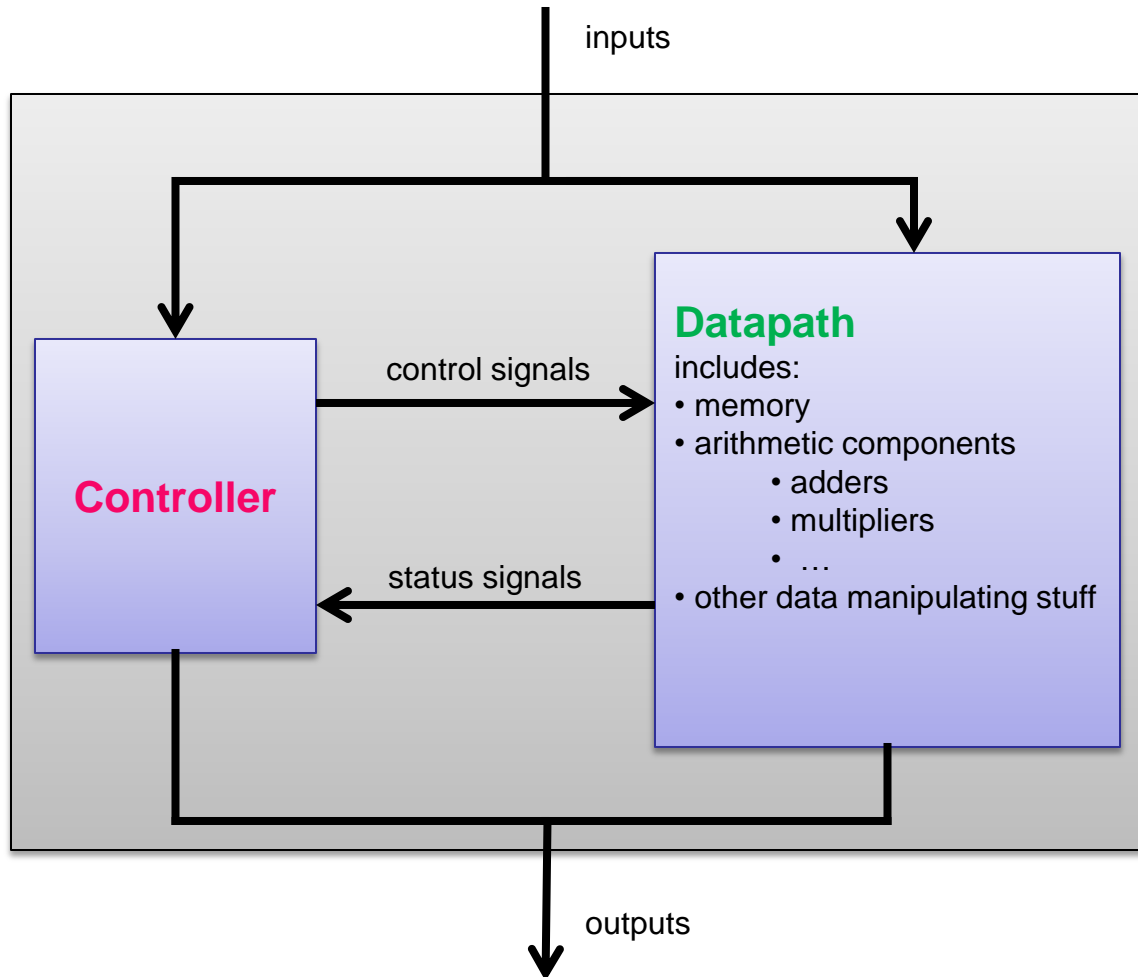 inputs
control signals
Controller
status signals
Datapath
includes:
• memory
• arithmetic components
• adders
• multipliers
• …
• other data manipulating stuff
outputs